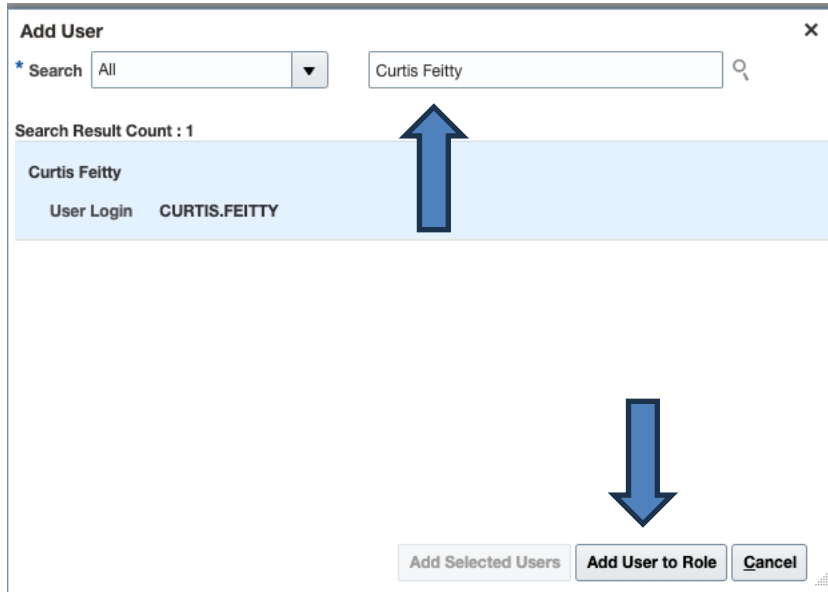 Add User
* Search All Curtis Feitty
Search Result Count : 1
Curtis Feitty
User Login CURTIS.FEITTY
Add Selected Users Add User to Role Cancel